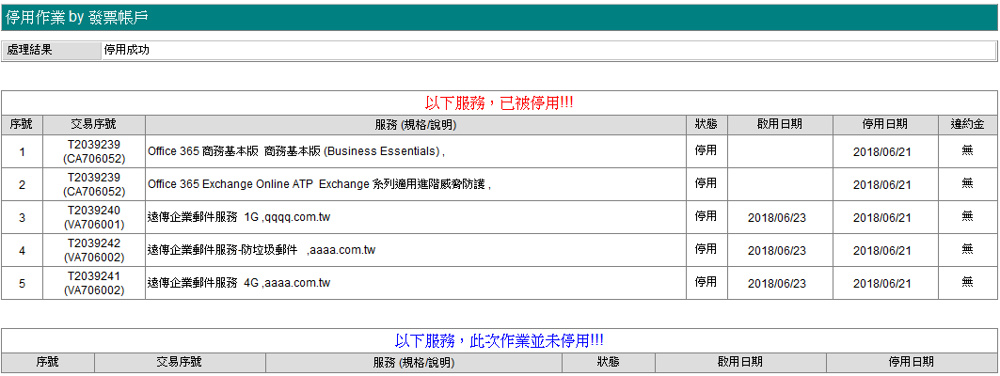 停用作業 by 發票帳戶
處理結果 停用成功
以下服務，已被停用!!!
序號 交易序號 服務 (規格/說明) 狀態 啟用日期 停用日期 違約金
1 T2039239 (CA706052) Office 365 商務基本版 商務基本版 (Business Essentials) , 停用 2018/06/21 無
2 T2039239 (CA706052) Office 365 Exchange Online ATP Exchange 系列適用進階威脅防護 , 停用 2018/06/21 無
3 T2039240 (VA706001) 遠傳企業郵件服務 1G ,qqqq.com.tw 停用 2018/06/23 2018/06/21 無
4 T2039242 (VA706002) 遠傳企業郵件服務-防垃圾郵件 ,aaaa.com.tw 停用 2018/06/23 2018/06/21 無
5 T2039241 (VA706002) 遠傳企業郵件服務 4G ,aaaa.com.tw 停用 2018/06/23 2018/06/21 無
以下服務，此次作業並未停用!!!
序號 交易序號 服務 (規格/說明) 狀態 啟用日期 停用日期